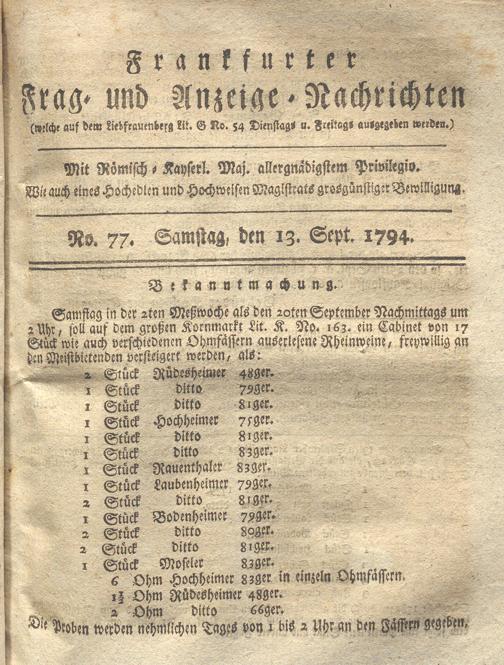 Frankfurter
Frag- und Anzeige-Nachrichten
(welche auf dem Liebfrauenberg Lit. G No. 54 Dienstags u. Freitags ausgegeben werden.)
Mit Römisch-Kayserl. Maj. allergnädigstem Privilegio.
Wie auch eines Hochedlen und Hochweisen Magistrats grosgünstiger Bewilligung.
No. 77. Samstag, den 13. Sept. 1794.
Bekanntmachung.
Samstag in der 2ten Meßwoche als den 20ten September Nachmittags um
2 Uhr, soll auf dem großen Kornmarkt Lit. K. No. 163. ein Cabinet von 17
Stück wie auch verschiedenen Ohmfässern auserlesene Rheinweine, freywillig an
den Meistbietenden versteigert werden, als:
2 Stück Rüdesheimer 48ger.
1 Stück ditto 79ger.
1 Stück ditto 81ger.
1 Stück Hochheimer 75ger.
1 Stück ditto 81ger.
1 Stück ditto 83ger.
1 Stück Rauenthaler 83ger.
1 Stück Laubenheimer 79ger.
2 Stück ditto 81ger.
1 Stück Bodenheimer 79ger.
2 Stück ditto 80ger.
2 Stück ditto 81ger.
1 Stück Moseler 83ger.
6 Ohm Hochheimer 83ger in einzeln Ohmfässern.
1½ Ohm Rüdesheimer 48ger.
2 Ohm ditto 66ger.
Die Proben werden nehmlichen Tages von 1 bis 2 Uhr an den Fässern gegeben.